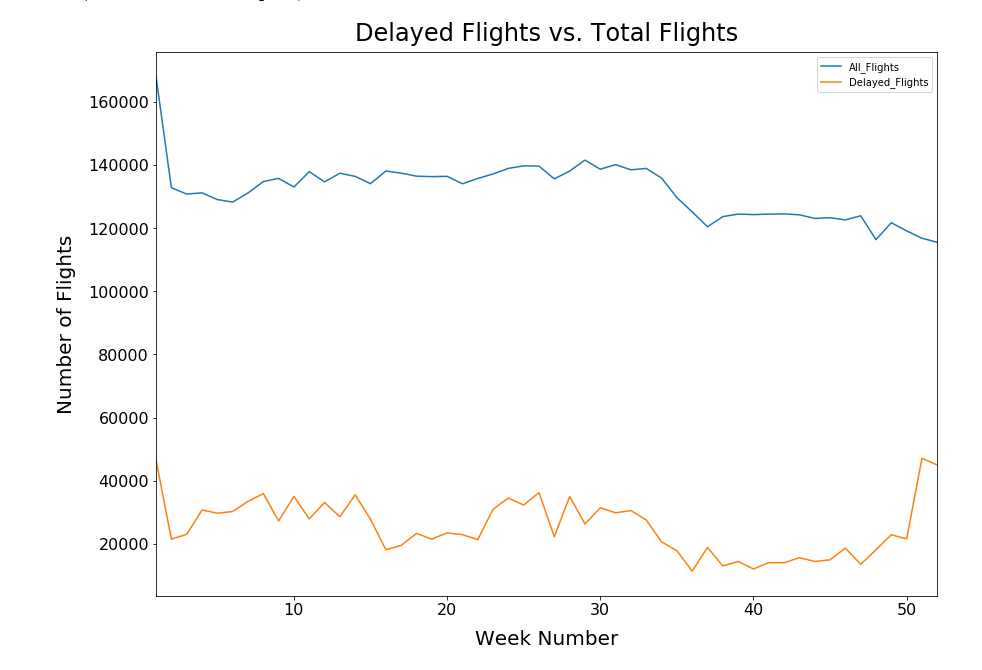 Delayed Flights vs. Total Flights
All_Flights
Delayed_Flights
160000
140000
120000
100000
80000
60000
40000
20000
Number of Flights
10 20 30 40 50
Week Number